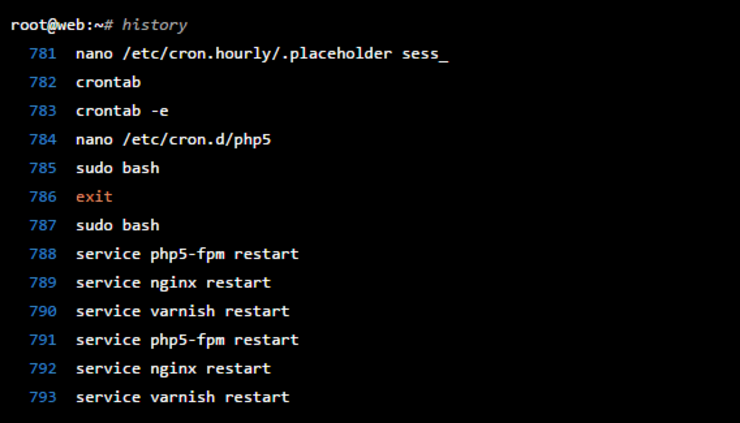 root@web:~# history
781 nano /etc/cron.hourly/.placeholder sess_
782 crontab
783 crontab -e
784 nano /etc/cron.d/php5
785 sudo bash
786 exit
787 sudo bash
788 service php5-fpm restart
789 service nginx restart
790 service varnish restart
791 service php5-fpm restart
792 service nginx restart
793 service varnish restart